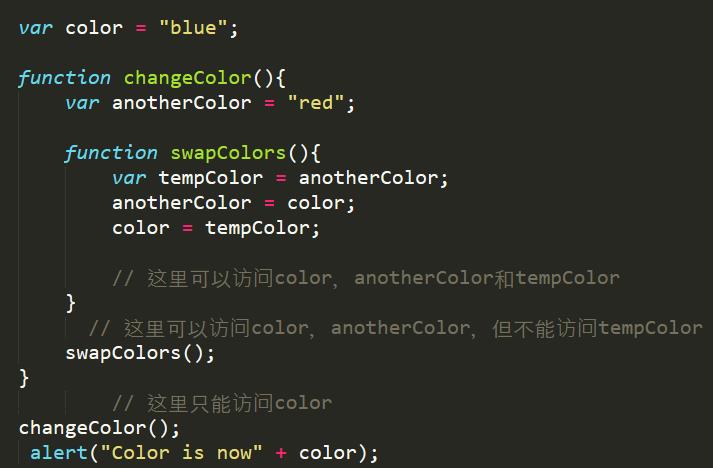 var color = "blue";
function changeColor(){
var anotherColor = "red";
function swapColors(){
var tempColor = anotherColor;
anotherColor = color;
color = tempColor;
// 这里可以访问color, anotherColor和tempColor
}
// 这里可以访问color, anotherColor, 但不能访问tempColor
swapColors();
}
// 这里只能访问color
changeColor();
alert("Color is now" + color);